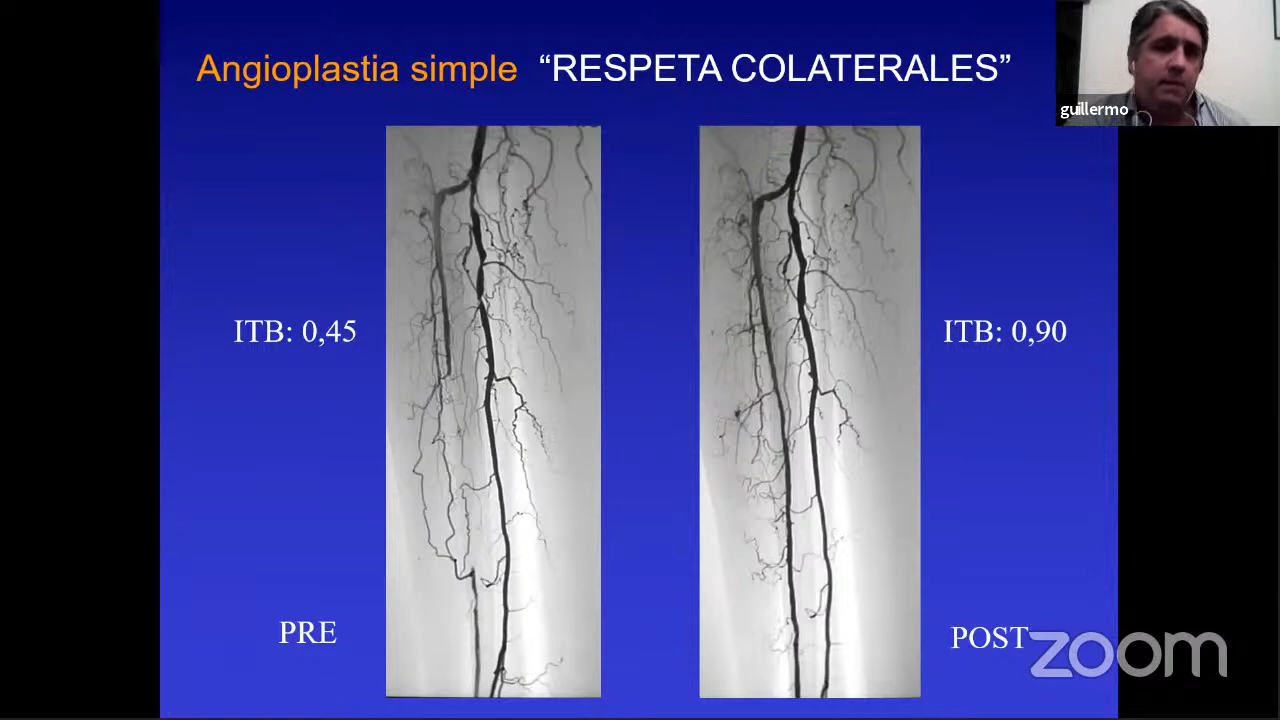 Angioplastia simple “RESPETA COLATERALES”
guillermo
ITB: 0,45
ITB: 0,90
PRE
POST
zoom